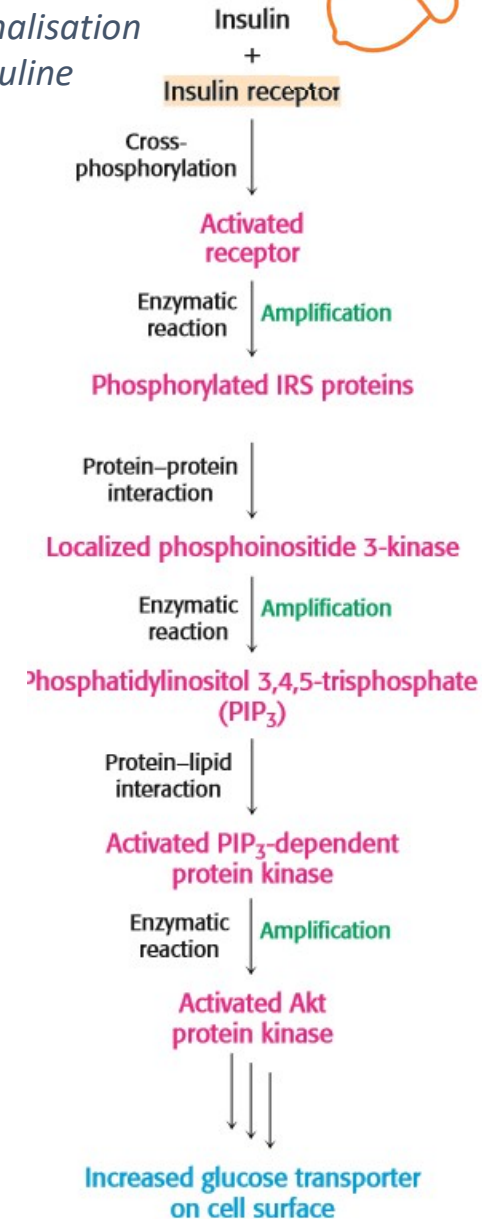 nalisation
uline
Insulin
+
Insulin receptor
Cross-
phosphorylation
Activated
receptor
Enzymatic
reaction
Amplification
Phosphorylated IRS proteins
Protein–protein
interaction
Localized phosphoinositide 3-kinase
Enzymatic
reaction
Amplification
Phosphatidylinositol 3,4,5-trisphosphate
(PIP₃)
Protein–lipid
interaction
Activated PIP₃-dependent
protein kinase
Enzymatic
reaction
Amplification
Activated Akt
protein kinase
Increased glucose transporter
on cell surface